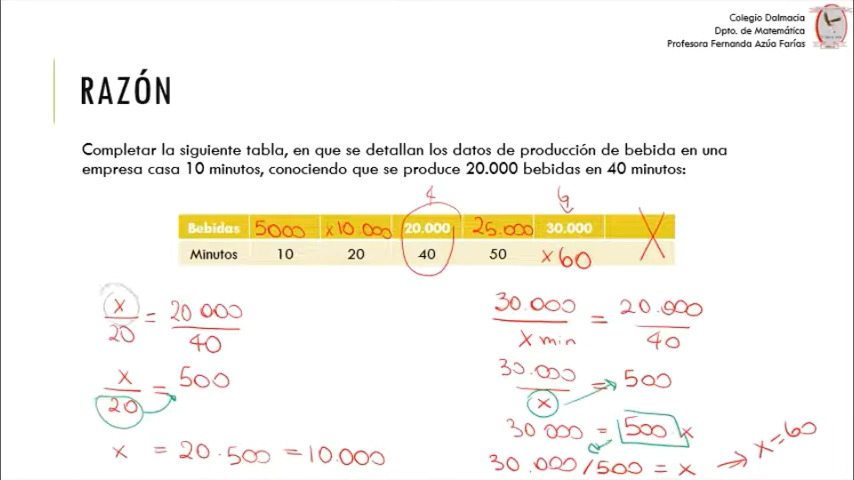 Colegio Dalmacia
Dpto. de Matemática
Profesora Fernanda Azúa Farías
RAZÓN
Completar la siguiente tabla, en que se detallan los datos de producción de bebida en una
empresa casa 10 minutos, conociendo que se produce 20.000 bebidas en 40 minutos:
4 6
Bebidas 5000 x 10.000 20.000 25.000 30.000 X
Minutos 10 20 40 50 x 60
x/20 = 20.000/40
30.000/x min = 20.000/40
x/20 = 500
30.000/x = 500
30.000 = 500 x
x = 20.500 = 10.000
30.000/500 = x → x=60